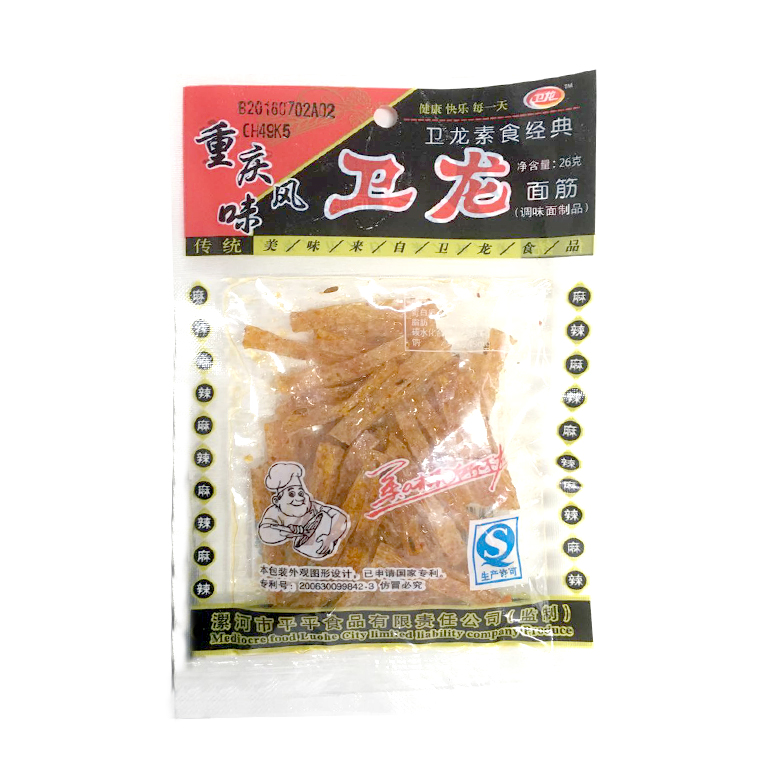 B20160702A02
CH49K5
健康 快乐 每一天
卫龙
TM
重庆风味
卫龙素食经典
卫龙
净含量：26克
面筋
（调味面制品）
传统
美/味/来/自/卫/龙/食/品
麻
辣
麻
辣
麻
辣
麻
辣
麻
辣
筋
辣
麻
辣
麻
辣
麻
辣
钠
美味
生产许可
本包装外观图形设计，已申请国家专利。
专利号：200630099842-3 仿冒必究
漯河市平平食品有限责任公司（监制）
Mediocre food Luohe City limited liability company Produce